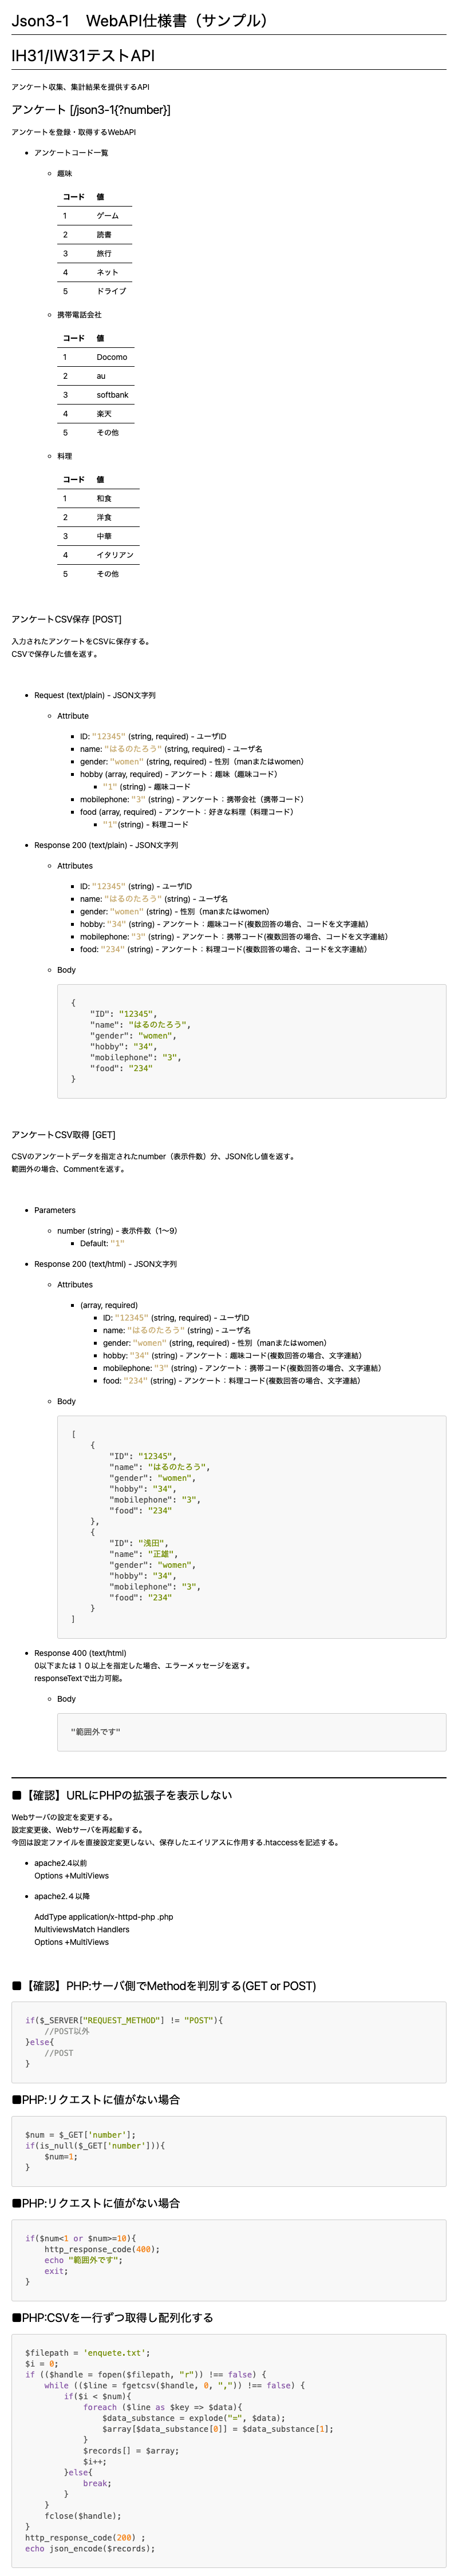 Json3-1　WebAPI仕様書（サンプル）
IH31/IW31テストAPI
アンケート収集、集計結果を提供するAPI
アンケート [/json3-1{?number}]
アンケートを登録・取得するWebAPI
アンケートコード一覧
趣味
コード 値
1 ゲーム
2 読書
3 旅行
4 ネット
5 ドライブ
携帯電話会社
コード 値
1 Docomo
2 au
3 softbank
4 楽天
5 その他
料理
コード 値
1 和食
2 洋食
3 中華
4 イタリアン
5 その他
アンケートCSV保存 [POST]
入力されたアンケートをCSVに保存する。
CSVで保存した値を返す。
Request (text/plain) - JSON文字列
Attribute
ID: "12345" (string, required) - ユーザID
name: "はるのたろう" (string, required) - ユーザ名
gender: "women" (string, required) - 性別（manまたはwomen）
hobby (array, required) - アンケート：趣味（趣味コード）
"1" (string) - 趣味コード
mobilephone: "3" (string, required) - アンケート：携帯会社（携帯コード）
food (array, required) - アンケート：好きな料理（料理コード）
"1"(string) - 料理コード
Response 200 (text/plain) - JSON文字列
Attributes
ID: "12345" (string) - ユーザID
name: "はるのたろう" (string) - ユーザ名
gender: "women" (string) - 性別（manまたはwomen）
hobby: "34" (string) - アンケート：趣味コード(複数回答の場合、コードを文字連結）
mobilephone: "3" (string) - アンケート：携帯コード(複数回答の場合、コードを文字連結）
food: "234" (string) - アンケート：料理コード(複数回答の場合、コードを文字連結）
Body
{
"ID": "12345",
"name": "はるのたろう",
"gender": "women",
"hobby": "34",
"mobilephone": "3",
"food": "234"
}
アンケートCSV取得 [GET]
CSVのアンケートデータを指定されたnumber（表示件数）分、JSON化し値を返す。
範囲外の場合、Commentを返す。
Parameters
number (string) - 表示件数（1〜9）
Default: "1"
Response 200 (text/html) - JSON文字列
Attributes
(array, required)
ID: "12345" (string, required) - ユーザID
name: "はるのたろう" (string) - ユーザ名
gender: "women" (string, required) - 性別（manまたはwomen）
hobby: "34" (string) - アンケート：趣味コード(複数回答の場合、文字連結）
mobilephone: "3" (string) - アンケート：携帯コード(複数回答の場合、文字連結）
food: "234" (string) - アンケート：料理コード(複数回答の場合、文字連結）
Body
[
{
"ID": "12345",
"name": "はるのたろう",
"gender": "women",
"hobby": "34",
"mobilephone": "3",
"food": "234"
},
{
"ID": "浅田",
"name": "正雄",
"gender": "women",
"hobby": "34",
"mobilephone": "3",
"food": "234"
}
]
Response 400 (text/html)
0以下または１０以上を指定した場合、エラーメッセージを返す。
responseTextで出力可能。
Body
"範囲外です"
■【確認】URLにPHPの拡張子を表示しない
Webサーバの設定を変更する。
設定変更後、Webサーバを再起動する。
今回は設定ファイルを直接設定変更しない、保存したエイリアスに作用する.htaccessを記述する。
apache2.4以前
Options +MultiViews
apache2.４以降
AddType application/x-httpd-php .php
MultiviewsMatch Handlers
Options +MultiViews
■【確認】PHP:サーバ側でMethodを判別する(GET or POST)
if($_SERVER["REQUEST_METHOD"] != "POST"){
//POST以外
}else{
//POST
}
■PHP:リクエストに値がない場合
$num = $_GET['number'];
if(is_null($_GET['number'])){
$num=1;
}
■PHP:リクエストに値がない場合
if($num<1 or $num>=10){
http_response_code(400);
echo "範囲外です";
exit;
}
■PHP:CSVを一行ずつ取得し配列化する
$filepath = 'enquete.txt';
$i = 0;
if (($handle = fopen($filepath, "r")) !== false) {
while (($line = fgetcsv($handle, 0, ",")) !== false) {
if($i < $num){
foreach ($line as $key => $data){
$data_substance = explode("=", $data);
$array[$data_substance[0]] = $data_substance[1];
}
$records[] = $array;
$i++;
}else{
break;
}
}
fclose($handle);
}
http_response_code(200) ;
echo json_encode($records);